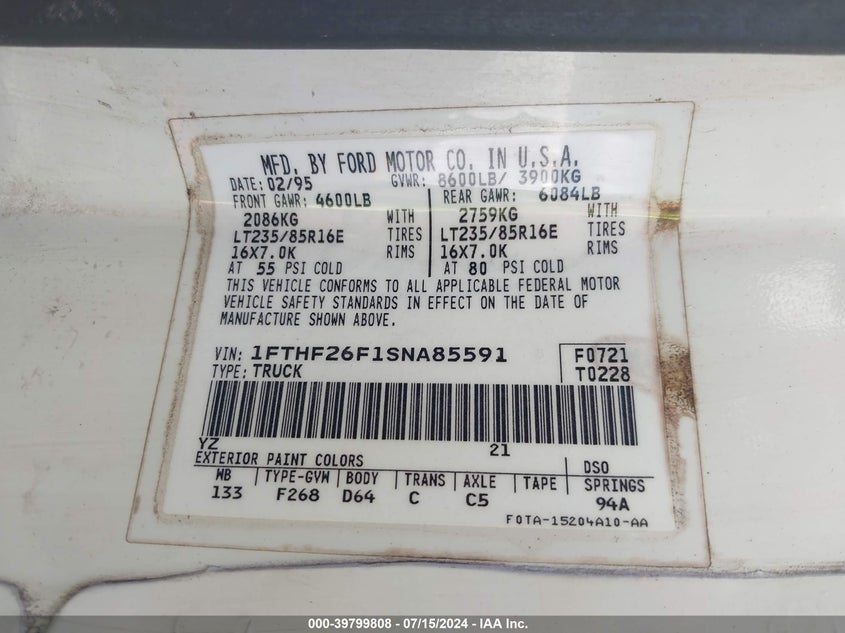 MFD. BY FORD MOTOR CO. IN U.S.A.
DATE: 02/95 GVWR: 8600LB/ 3900KG
FRONT GAWR: 4600LB REAR GAWR: 6084LB
2086KG WITH 2759KG WITH
LT235/85R16E TIRES LT235/85R16E TIRES
16X7.0K RIMS 16X7.0K RIMS
AT 55 PSI COLD AT 80 PSI COLD
THIS VEHICLE CONFORMS TO ALL APPLICABLE FEDERAL MOTOR
VEHICLE SAFETY STANDARDS IN EFFECT ON THE DATE OF
MANUFACTURE SHOWN ABOVE.
VIN: 1FTHF26F1SNA85591 F0721
TYPE: TRUCK T0228
YZ 21
EXTERIOR PAINT COLORS DSO
WB TYPE-GVW BODY TRANS AXLE TAPE SPRINGS
133 F268 D64 C C5 94A
F0TA-15204A10-AA
000-39799808 - 07/15/2024 - IAA Inc.